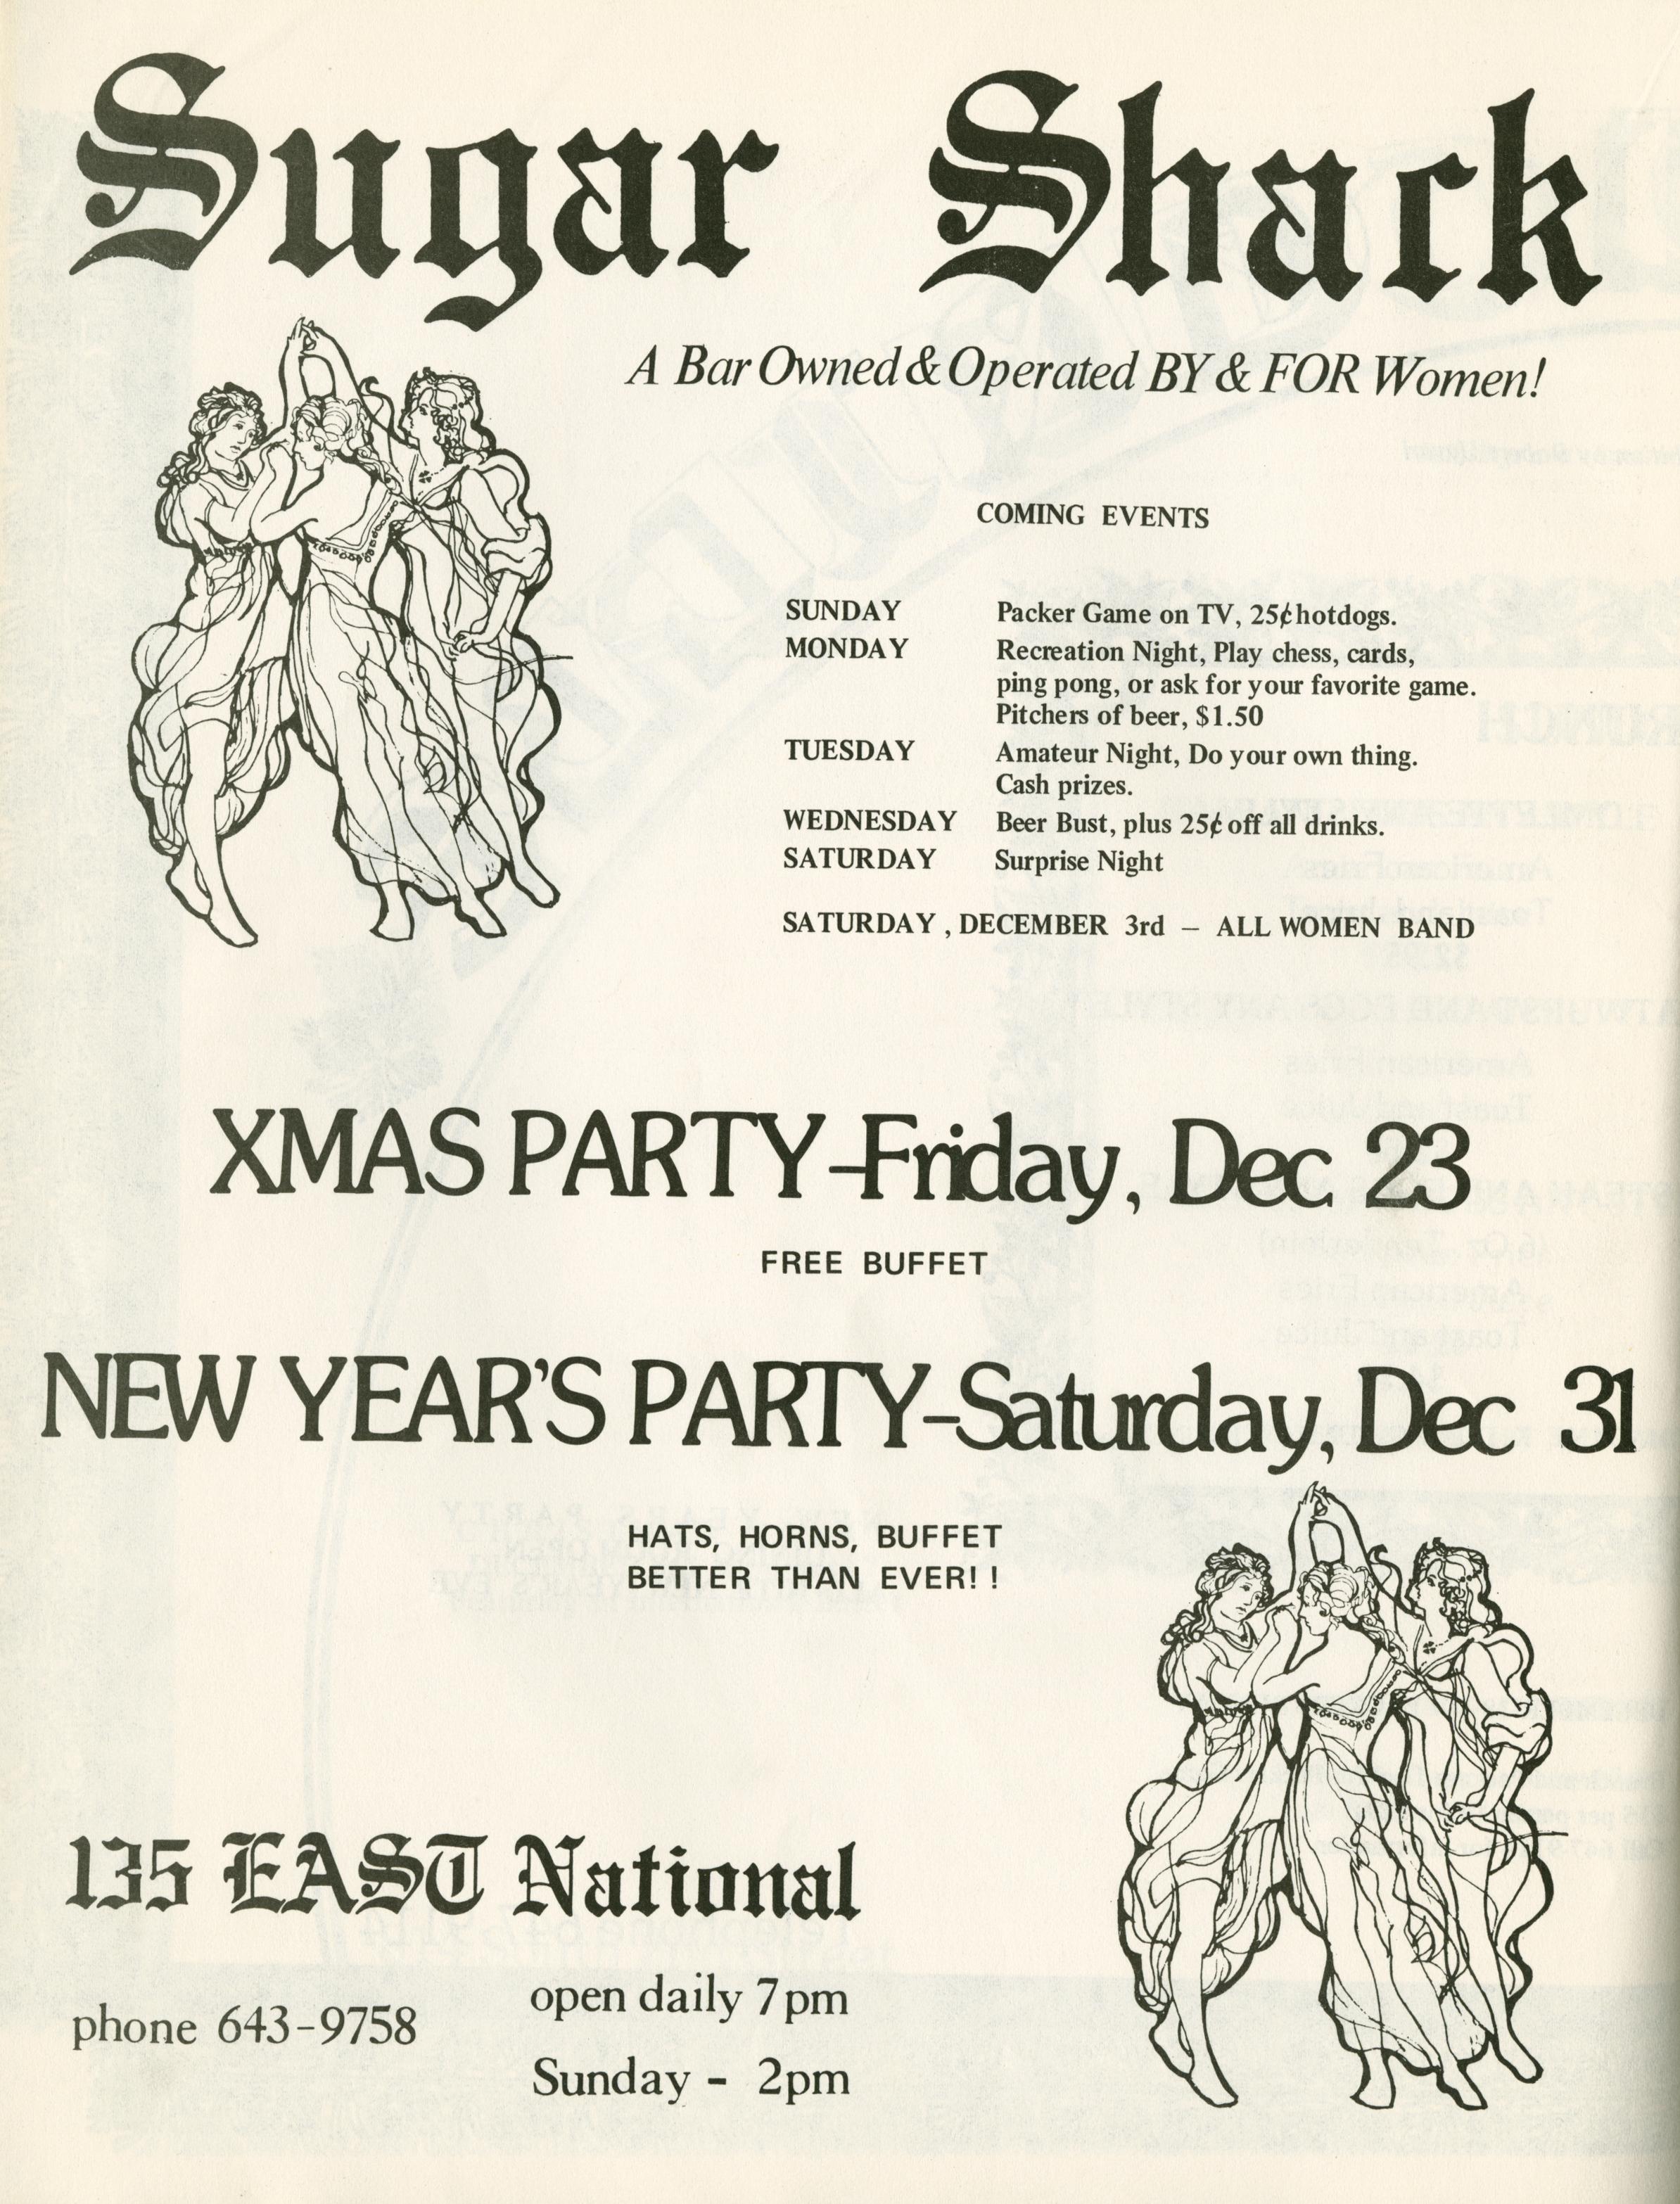 Sugar Shack
A Bar Owned & Operated BY & FOR Women!
COMING EVENTS
SUNDAY Packer Game on TV, 25¢ hotdogs.
MONDAY Recreation Night, Play chess, cards,
ping pong, or ask for your favorite game.
Pitchers of beer, $1.50
TUESDAY Amateur Night, Do your own thing.
Cash prizes.
WEDNESDAY Beer Bust, plus 25¢ off all drinks.
SATURDAY Surprise Night
SATURDAY, DECEMBER 3rd – ALL WOMEN BAND
XMAS PARTY–Friday, Dec. 23
FREE BUFFET
NEW YEAR'S PARTY–Saturday, Dec 31
HATS, HORNS, BUFFET
BETTER THAN EVER!!
135 EAST National
phone 643-9758
open daily 7pm
Sunday - 2pm